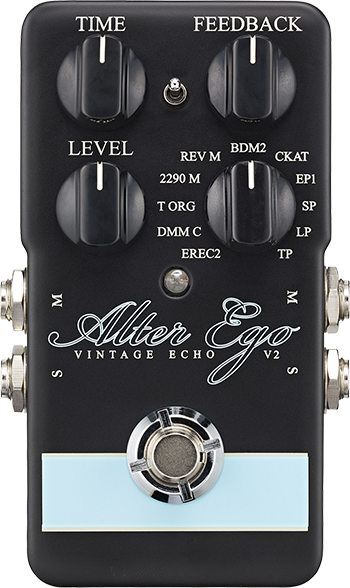 TIME FEEDBACK
LEVEL
BDM2
REV M CKAT
2290 M EP1
T ORG SP
DMM C LP
EREC2 TP
M M
Alter Ego
VINTAGE ECHO V2
S S